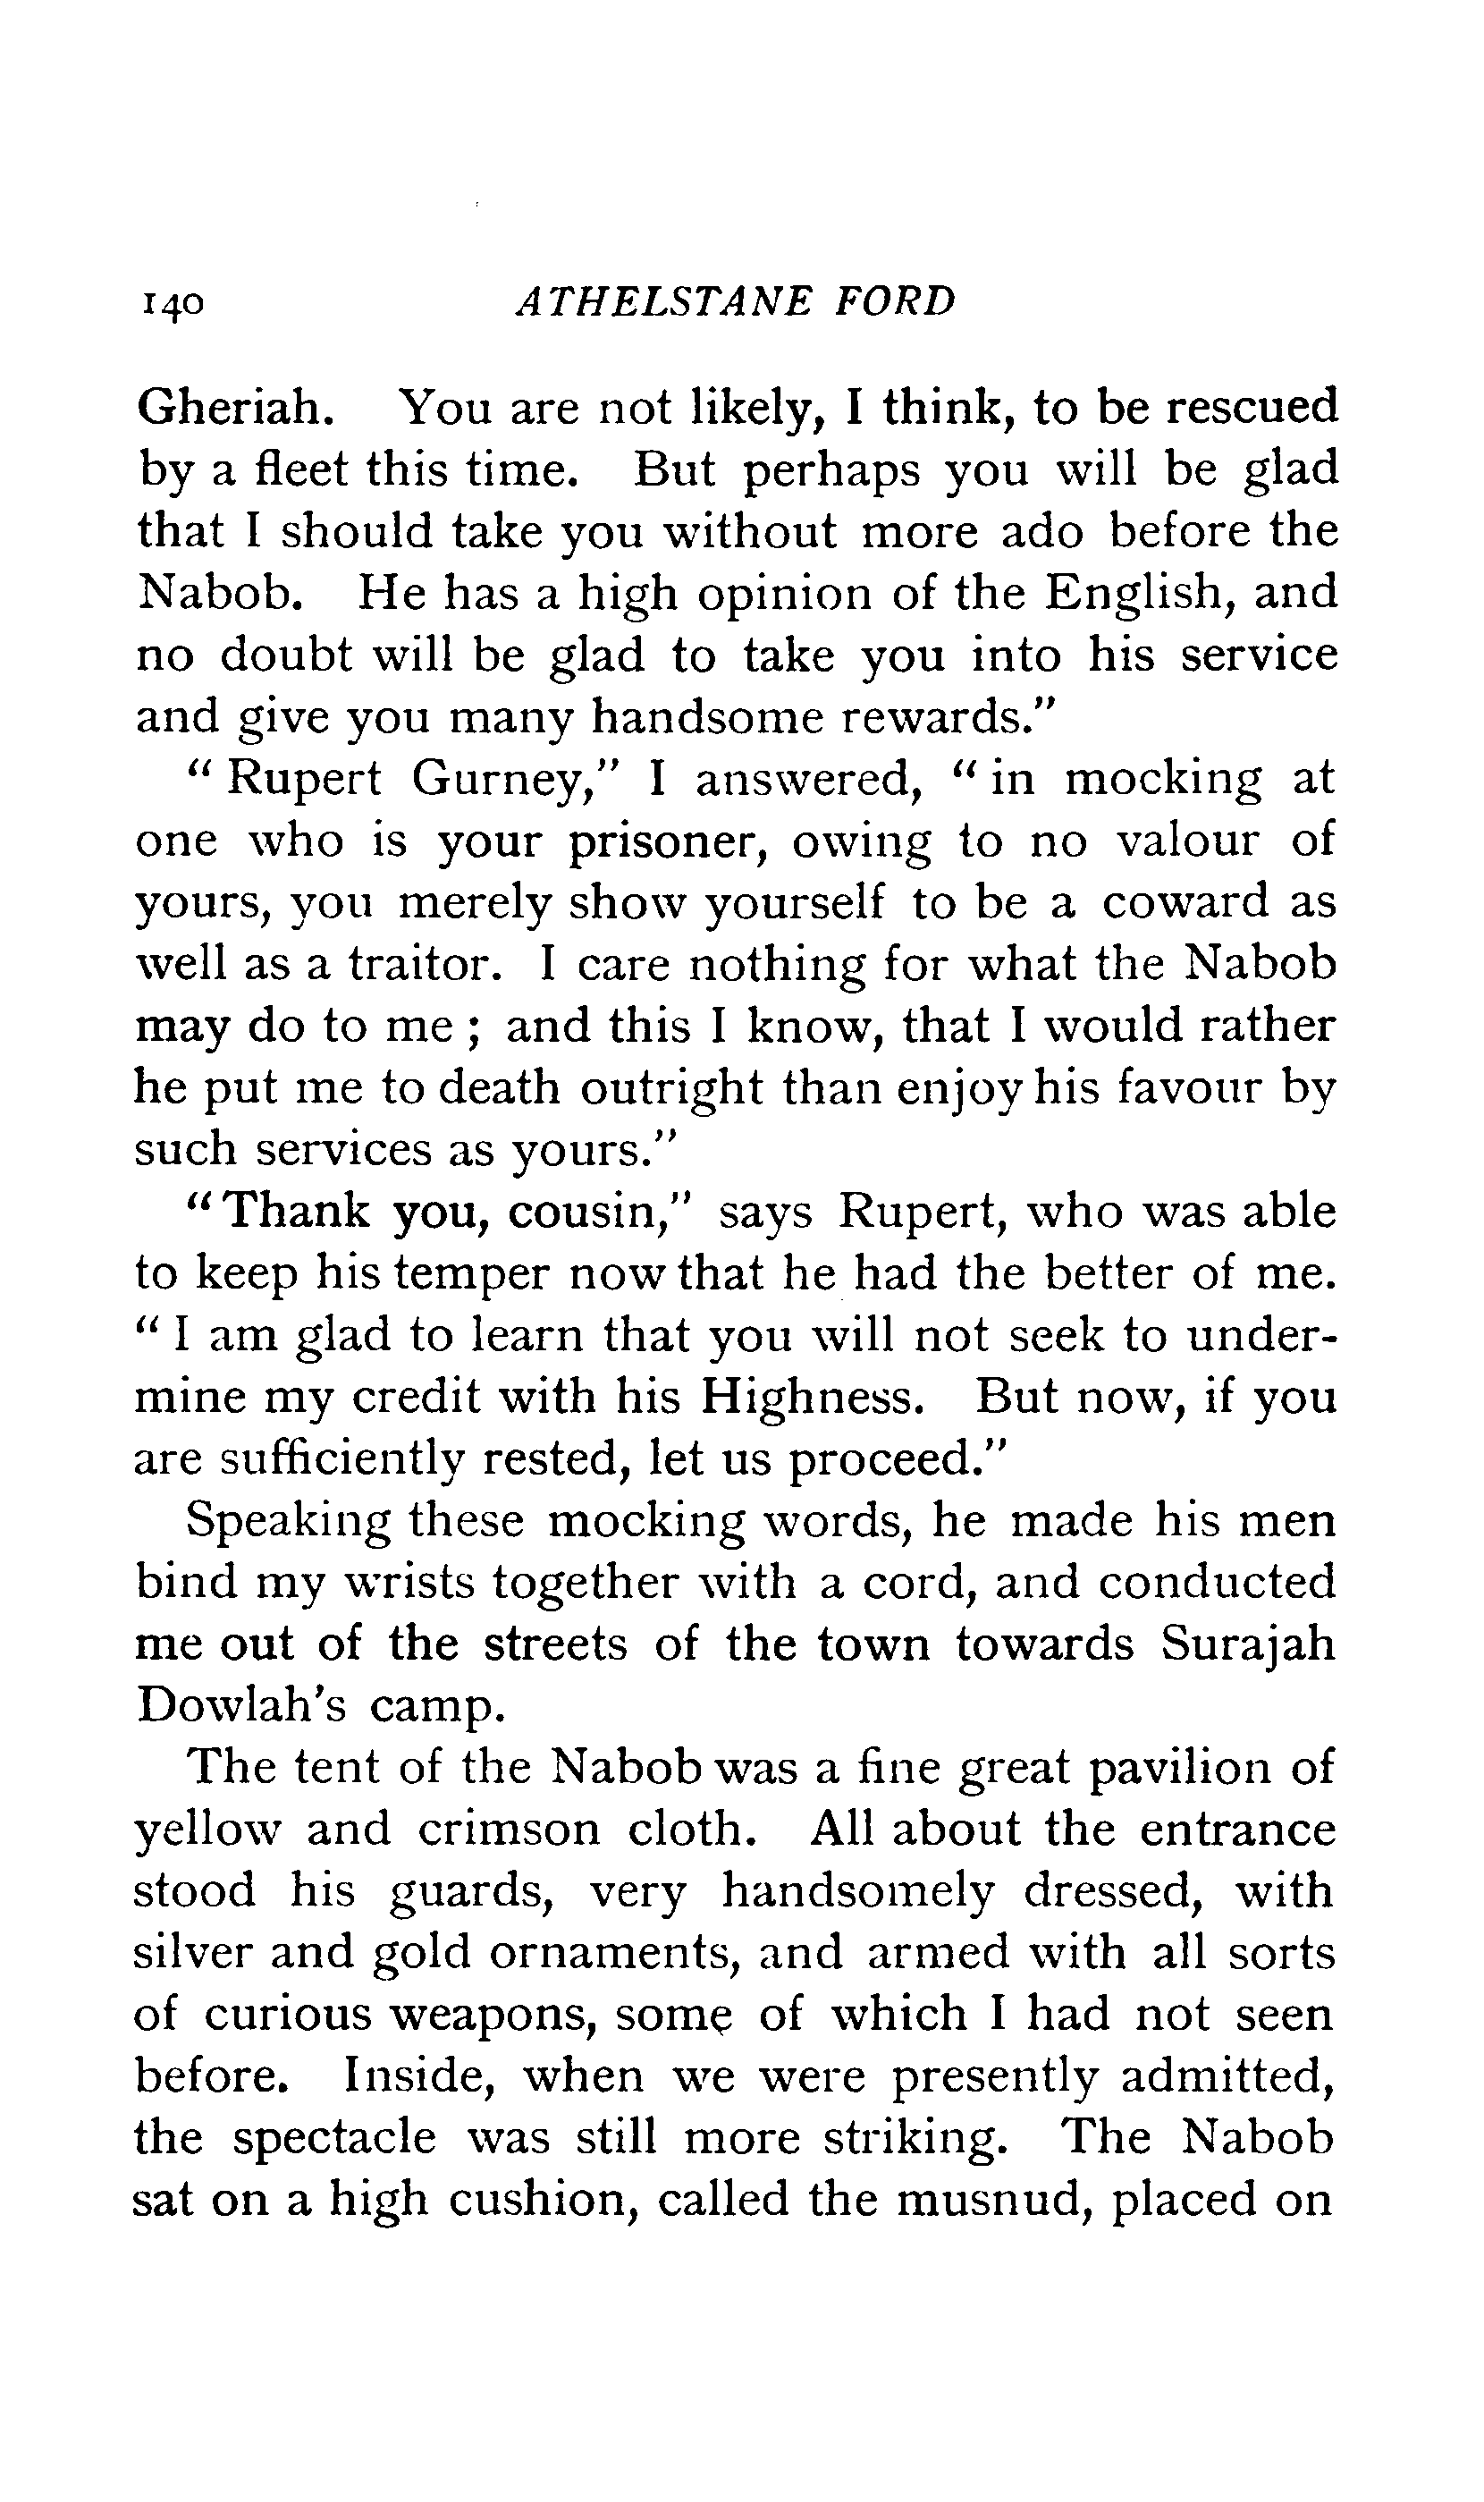 140 ATHELSTANE FORD
Gheriah. You are not likely, I think, to be rescued
by a fleet this time. But perhaps you will be glad
that I should take you without more ado before the
Nabob. He has a high opinion of the English, and
no doubt will be glad to take you into his service
and give you many handsome rewards."
" Rupert Gurney," I answered, " in mocking at
one who is your prisoner, owing to no valour of
yours, you merely show yourself to be a coward as
well as a traitor. I care nothing for what the Nabob
may do to me ; and this I know, that I would rather
he put me to death outright than enjoy his favour by
such services as yours."
" Thank you, cousin," says Rupert, who was able
to keep his temper now that he had the better of me.
" I am glad to learn that you will not seek to under-
mine my credit with his Highness. But now, if you
are sufficiently rested, let us proceed."
Speaking these mocking words, he made his men
bind my wrists together with a cord, and conducted
me out of the streets of the town towards Surajah
Dowlah's camp.
The tent of the Nabob was a fine great pavilion of
yellow and crimson cloth. All about the entrance
stood his guards, very handsomely dressed, with
silver and gold ornaments, and armed with all sorts
of curious weapons, some of which I had not seen
before. Inside, when we were presently admitted,
the spectacle was still more striking. The Nabob
sat on a high cushion, called the musnud, placed on